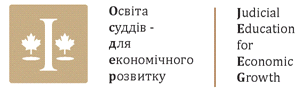 Освіта
суддів -
для
економічного
розвитку
Judicial
Education
for
Economic
Growth